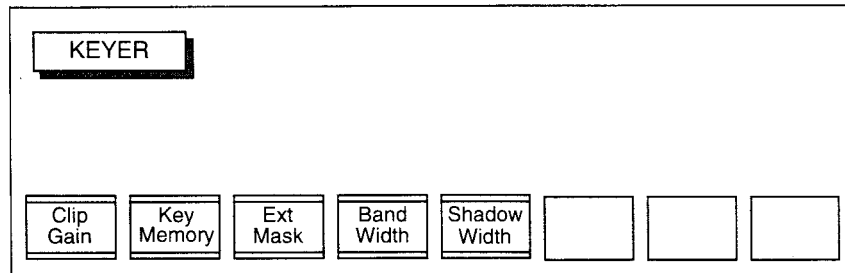 KEYER
Clip
Gain
Key
Memory
Ext
Mask
Band
Width
Shadow
Width